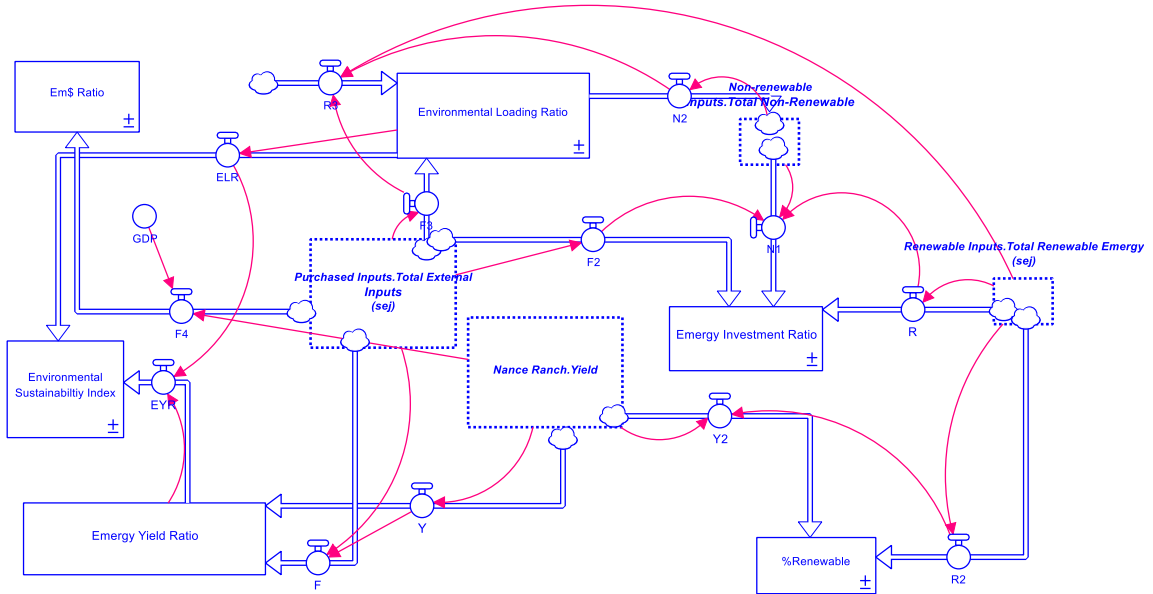 Em$ Ratio
R3
Environmental Loading Ratio
N2
Non-renewable
Inputs.Total Non-Renewable
ELR
GDP
F3
F2
N1
Renewable Inputs.Total Renewable Emergy
(sej)
Purchased Inputs.Total External
Inputs
(sej)
F4
R
Emergy Investment Ratio
Environmental
Sustainabiltiy Index
EYR
Nance Ranch.Yield
Y2
Y
Emergy Yield Ratio
F
%Renewable
R2